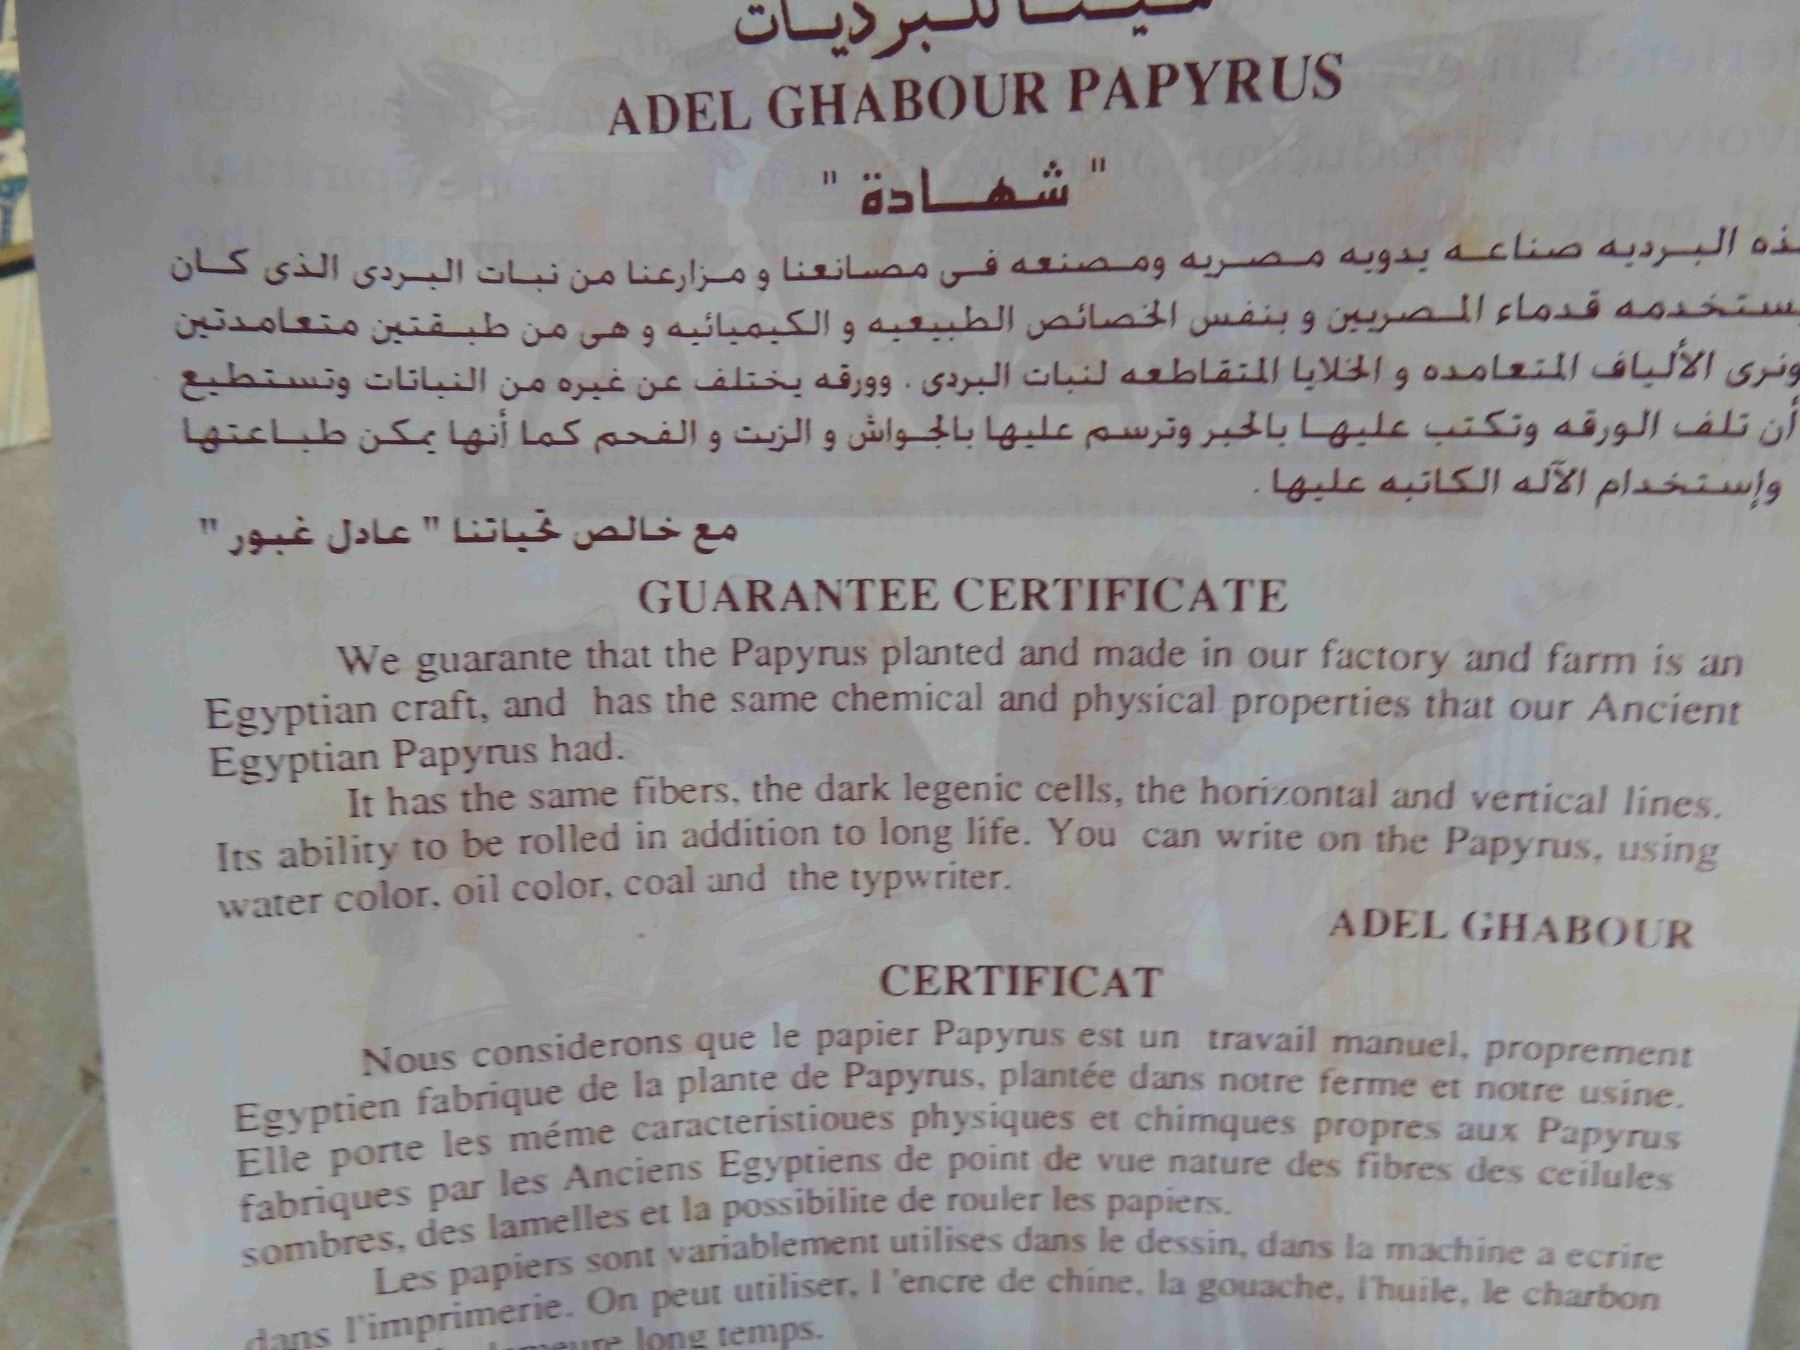 للبرديات
ADEL GHABOUR PAPYRUS
" شهادة "
البرديه صناعه يدويه مصريه ومصنعه فى مصانعنا و مزارعنا من نبات البردى الذى كان
قدماء المصريين و بنفس الخصائص الطبيعيه و الكيميائيه و هى من طبقتين متعامدتين
ونرى الألياف المتعامده و الخلايا المتقاطعه لنبات البردى . وورقه يختلف عن غيره من النباتات وتستطيع
أن تلف الورقه وتكتب عليها بالحبر وترسم عليها بالجواش و الزيت و الفحم كما أنها يمكن طباعتها
وإستخدام الآله الكاتبه عليها .
مع خالص تحياتنا " عادل غبور "
GUARANTEE CERTIFICATE
We guarante that the Papyrus planted and made in our factory and farm is an
Egyptian craft, and has the same chemical and physical properties that our Ancient
Egyptian Papyrus had.
It has the same fibers, the dark legenic cells, the horizontal and vertical lines.
Its ability to be rolled in addition to long life. You can write on the Papyrus, using
water color, oil color, coal and the typwriter.
ADEL GHABOUR
CERTIFICAT
Nous considerons que le papier Papyrus est un travail manuel, proprement
Egyptien fabrique de la plante de Papyrus, plantée dans notre ferme et notre usine.
Elle porte les méme caracteristioues physiques et chimques propres aux Papyrus
fabriques par les Anciens Egyptiens de point de vue nature des fibres des ceilules
sombres, des lamelles et la possibilite de rouler les papiers.
Les papiers sont variablement utilises dans le dessin, dans la machine a ecrire
dans l'imprimerie. On peut utiliser, l 'encre de chine, la gouache, l'huile, le charbon
long temps.